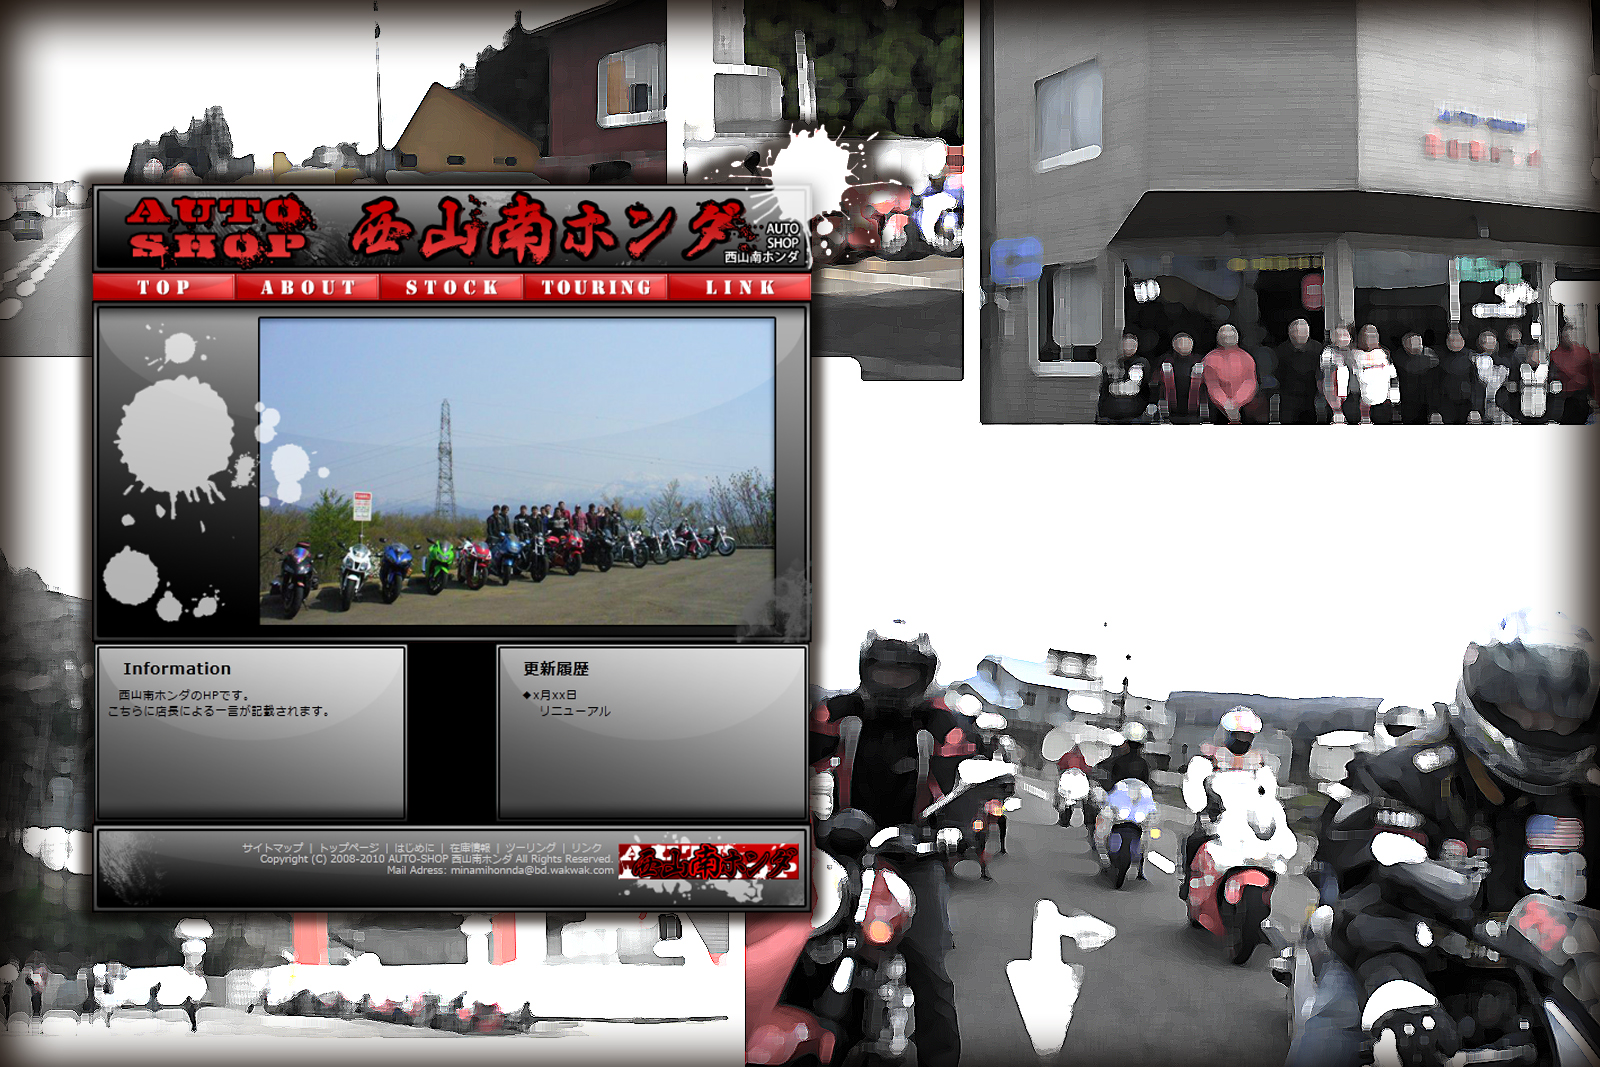 AUTO
SHOP
西山南ホンダ
AUTO
SHOP
西山南ホンダ
TOP
ABOUT
STOCK
TOURING
LINK
Information
西山南ホンダのHPです。
こちらに店長による一言が記載されます。
更新履歴
◆x月xx日
リニューアル
サイトマップ | トップページ | はじめに | 在庫情報 | ツーリング | リンク
Copyright (C) 2008-2010 AUTO-SHOP 西山南ホンダ All Rights Reserved.
Mail Adress: minamihonnda@bd.wakwak.com
西山南ホンダ